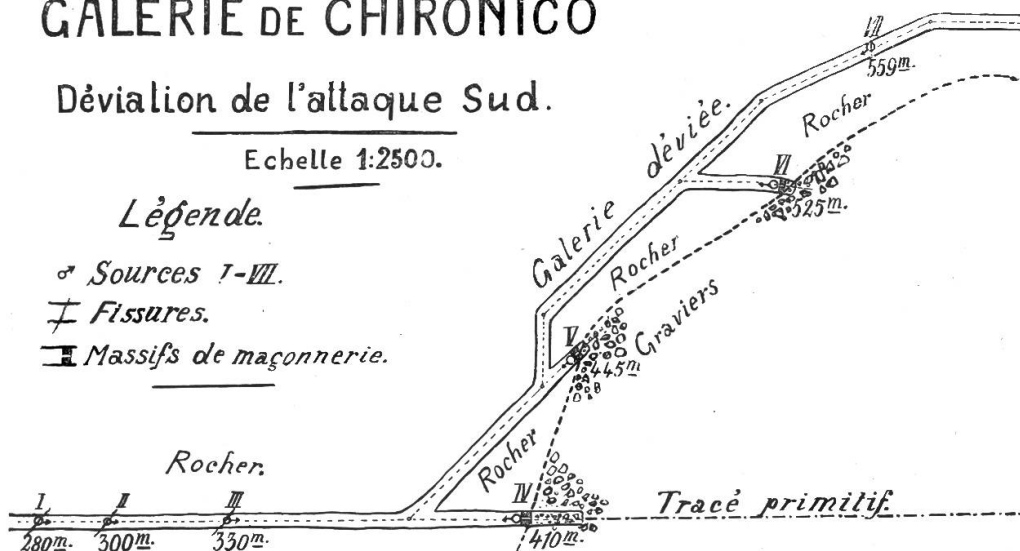 GALERIE DE CHIRONICO
Déviation de l'attaque Sud.
Echelle 1:2500.
Légende.
Sources I-VII.
Fissures.
Massifs de maçonnerie.
Rocher.
I
II
III
280m.
300m.
330m.
IV
410m.
Tracé primitif.
Rocher
V
445m
Graviers
Rocher
Galerie déviée.
VI
525m.
Rocher
VII
559m.